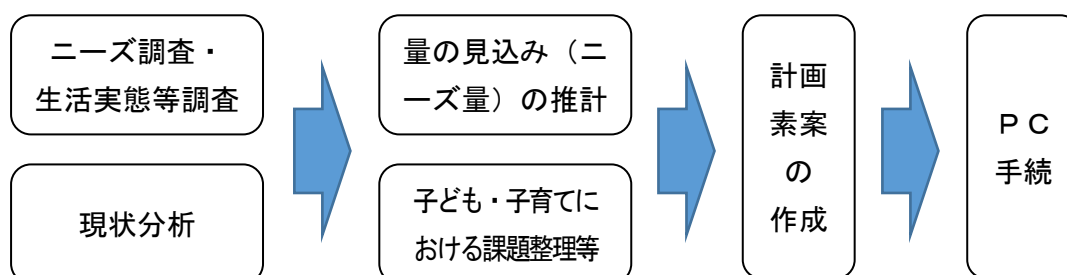 ニーズ調査・
生活実態等調査
現状分析
量の見込み（ニ
ーズ量）の推計
子ども・子育てに
おける課題整理等
計画
素案
の
作成
ＰＣ
手続